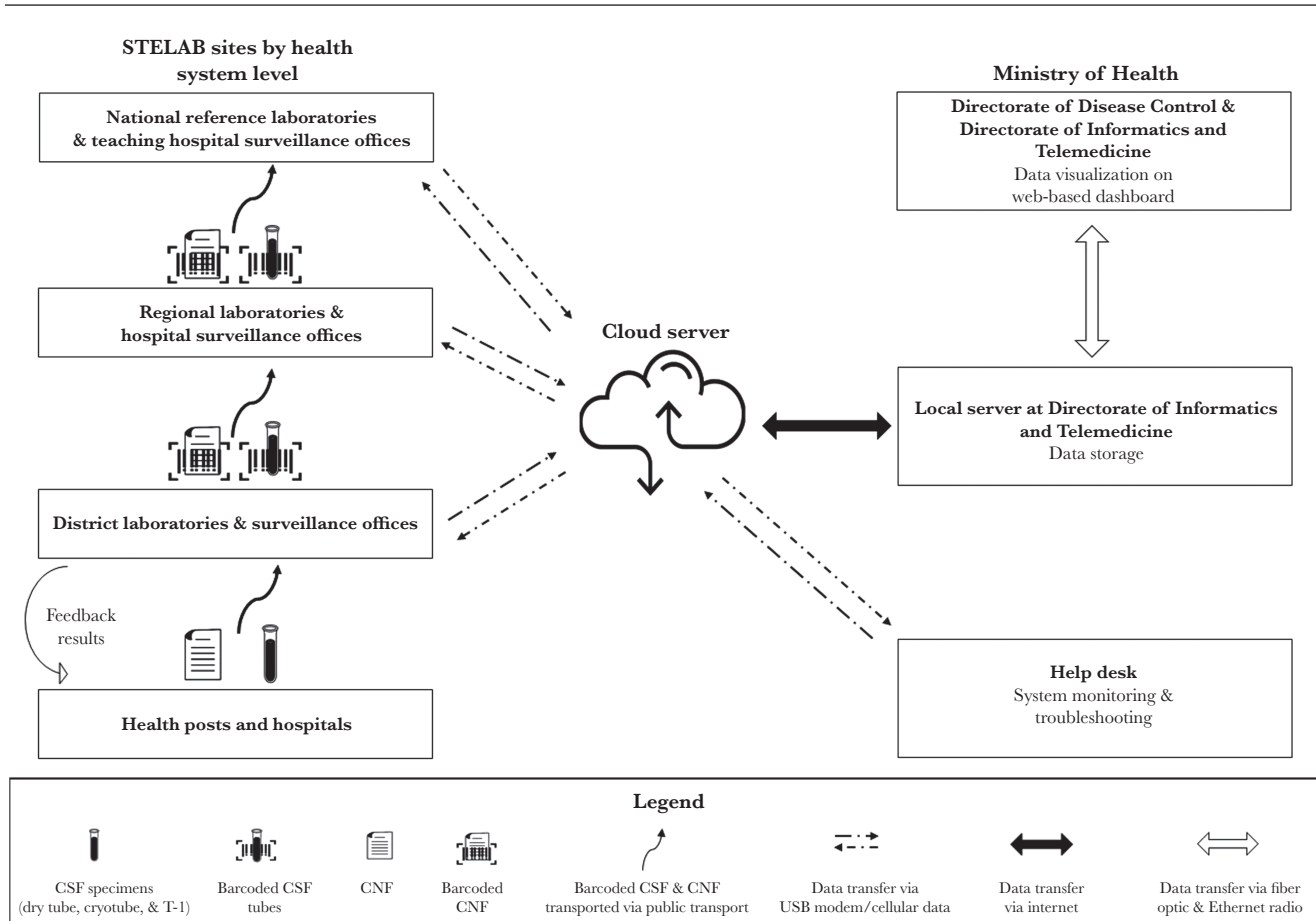 STELAB sites by health
system level
National reference laboratories
& teaching hospital surveillance offices
Regional laboratories &
hospital surveillance offices
District laboratories & surveillance offices
Feedback
results
Health posts and hospitals
Cloud server
Ministry of Health
Directorate of Disease Control &
Directorate of Informatics and
Telemedicine
Data visualization on
web-based dashboard
Local server at Directorate of Informatics
and Telemedicine
Data storage
Help desk
System monitoring &
troubleshooting
Legend
CSF specimens
(dry tube, cryotube, & T-1)
Barcoded CSF
tubes
CNF
Barcoded
CNF
Barcoded CSF & CNF
transported via public transport
Data transfer via
USB modem/cellular data
Data transfer
via internet
Data transfer via fiber
optic & Ethernet radio